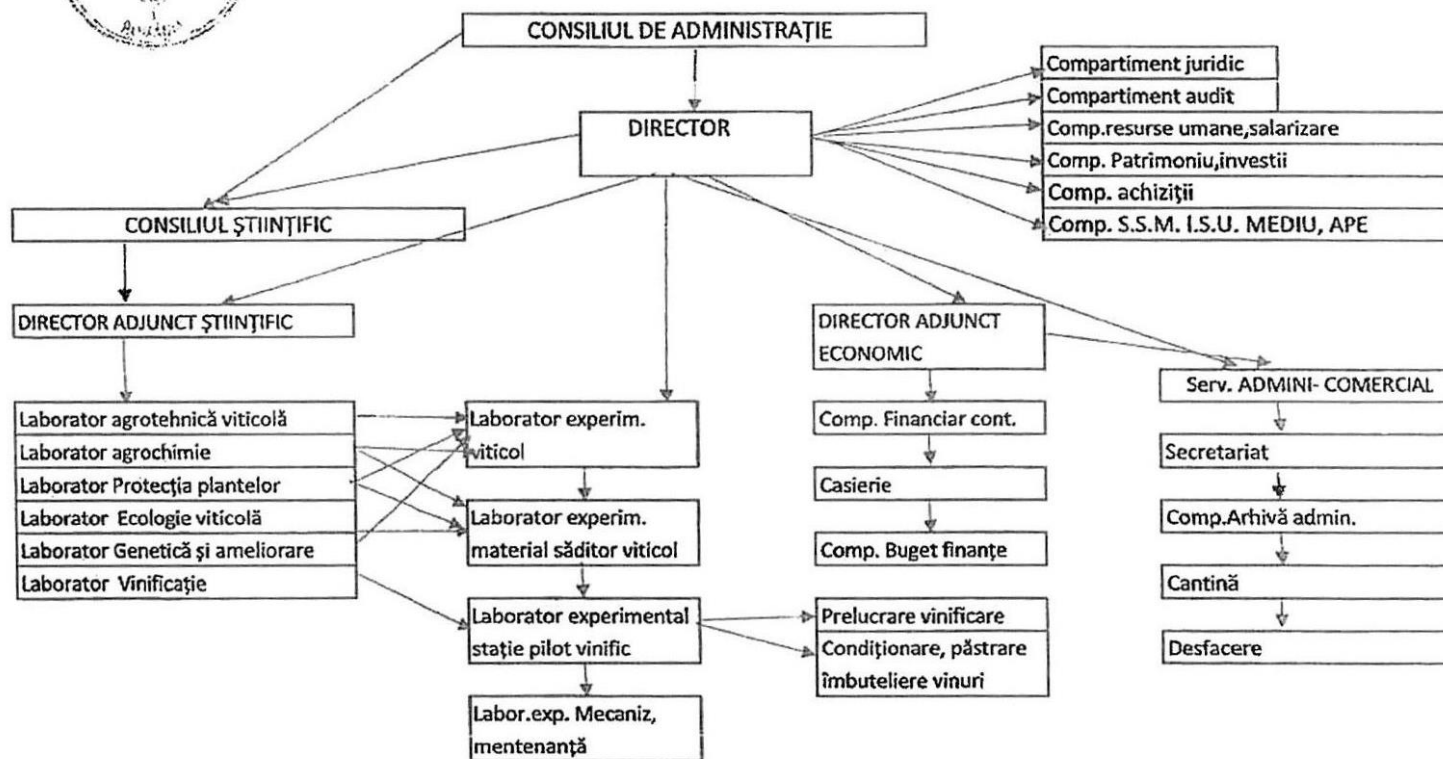 CONSILIUL DE ADMINISTRAȚIE
Compartiment juridic
Compartiment audit
DIRECTOR
Comp.resurse umane,salarizare
Comp. Patrimoniu,investii
Comp. achiziții
CONSILIUL ȘTIINȚIFIC
Comp. S.S.M. I.S.U. MEDIU, APE
DIRECTOR ADJUNCT ȘTIINȚIFIC
DIRECTOR ADJUNCT
ECONOMIC
Serv. ADMINI- COMERCIAL
Laborator agrotehnică viticolă
Laborator agrochimie
Laborator Protecția plantelor
Laborator Ecologie viticolă
Laborator Genetică și ameliorare
Laborator Vinificație
Laborator experim.
viticol
Laborator experim.
material săditor viticol
Laborator experimental
stație pilot vinific
Labor.exp. Mecaniz,
mentenanță
Comp. Financiar cont.
Casierie
Comp. Buget finanțe
Prelucrare vinificare
Condiționare, păstrare
îmbuteliere vinuri
Secretariat
Comp.Arhivă admin.
Cantină
Desfacere